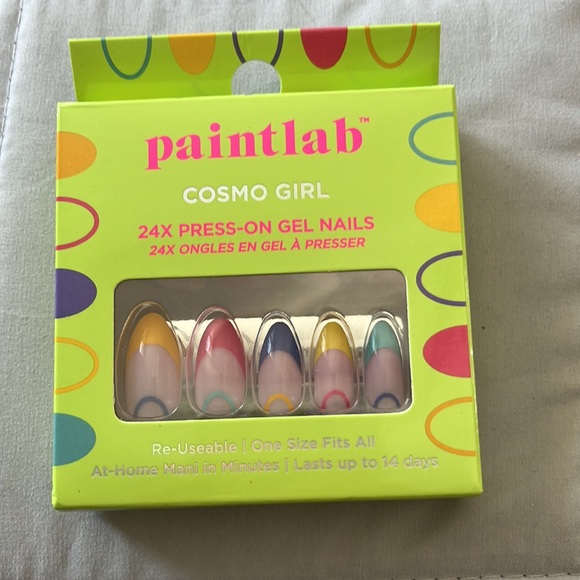 paintlab™
COSMO GIRL
24X PRESS-ON GEL NAILS
24X ONGLES EN GEL À PRESSER
Re-Useable | One Size Fits All
At-Home Mani in Minutes | Lasts up to 14 days